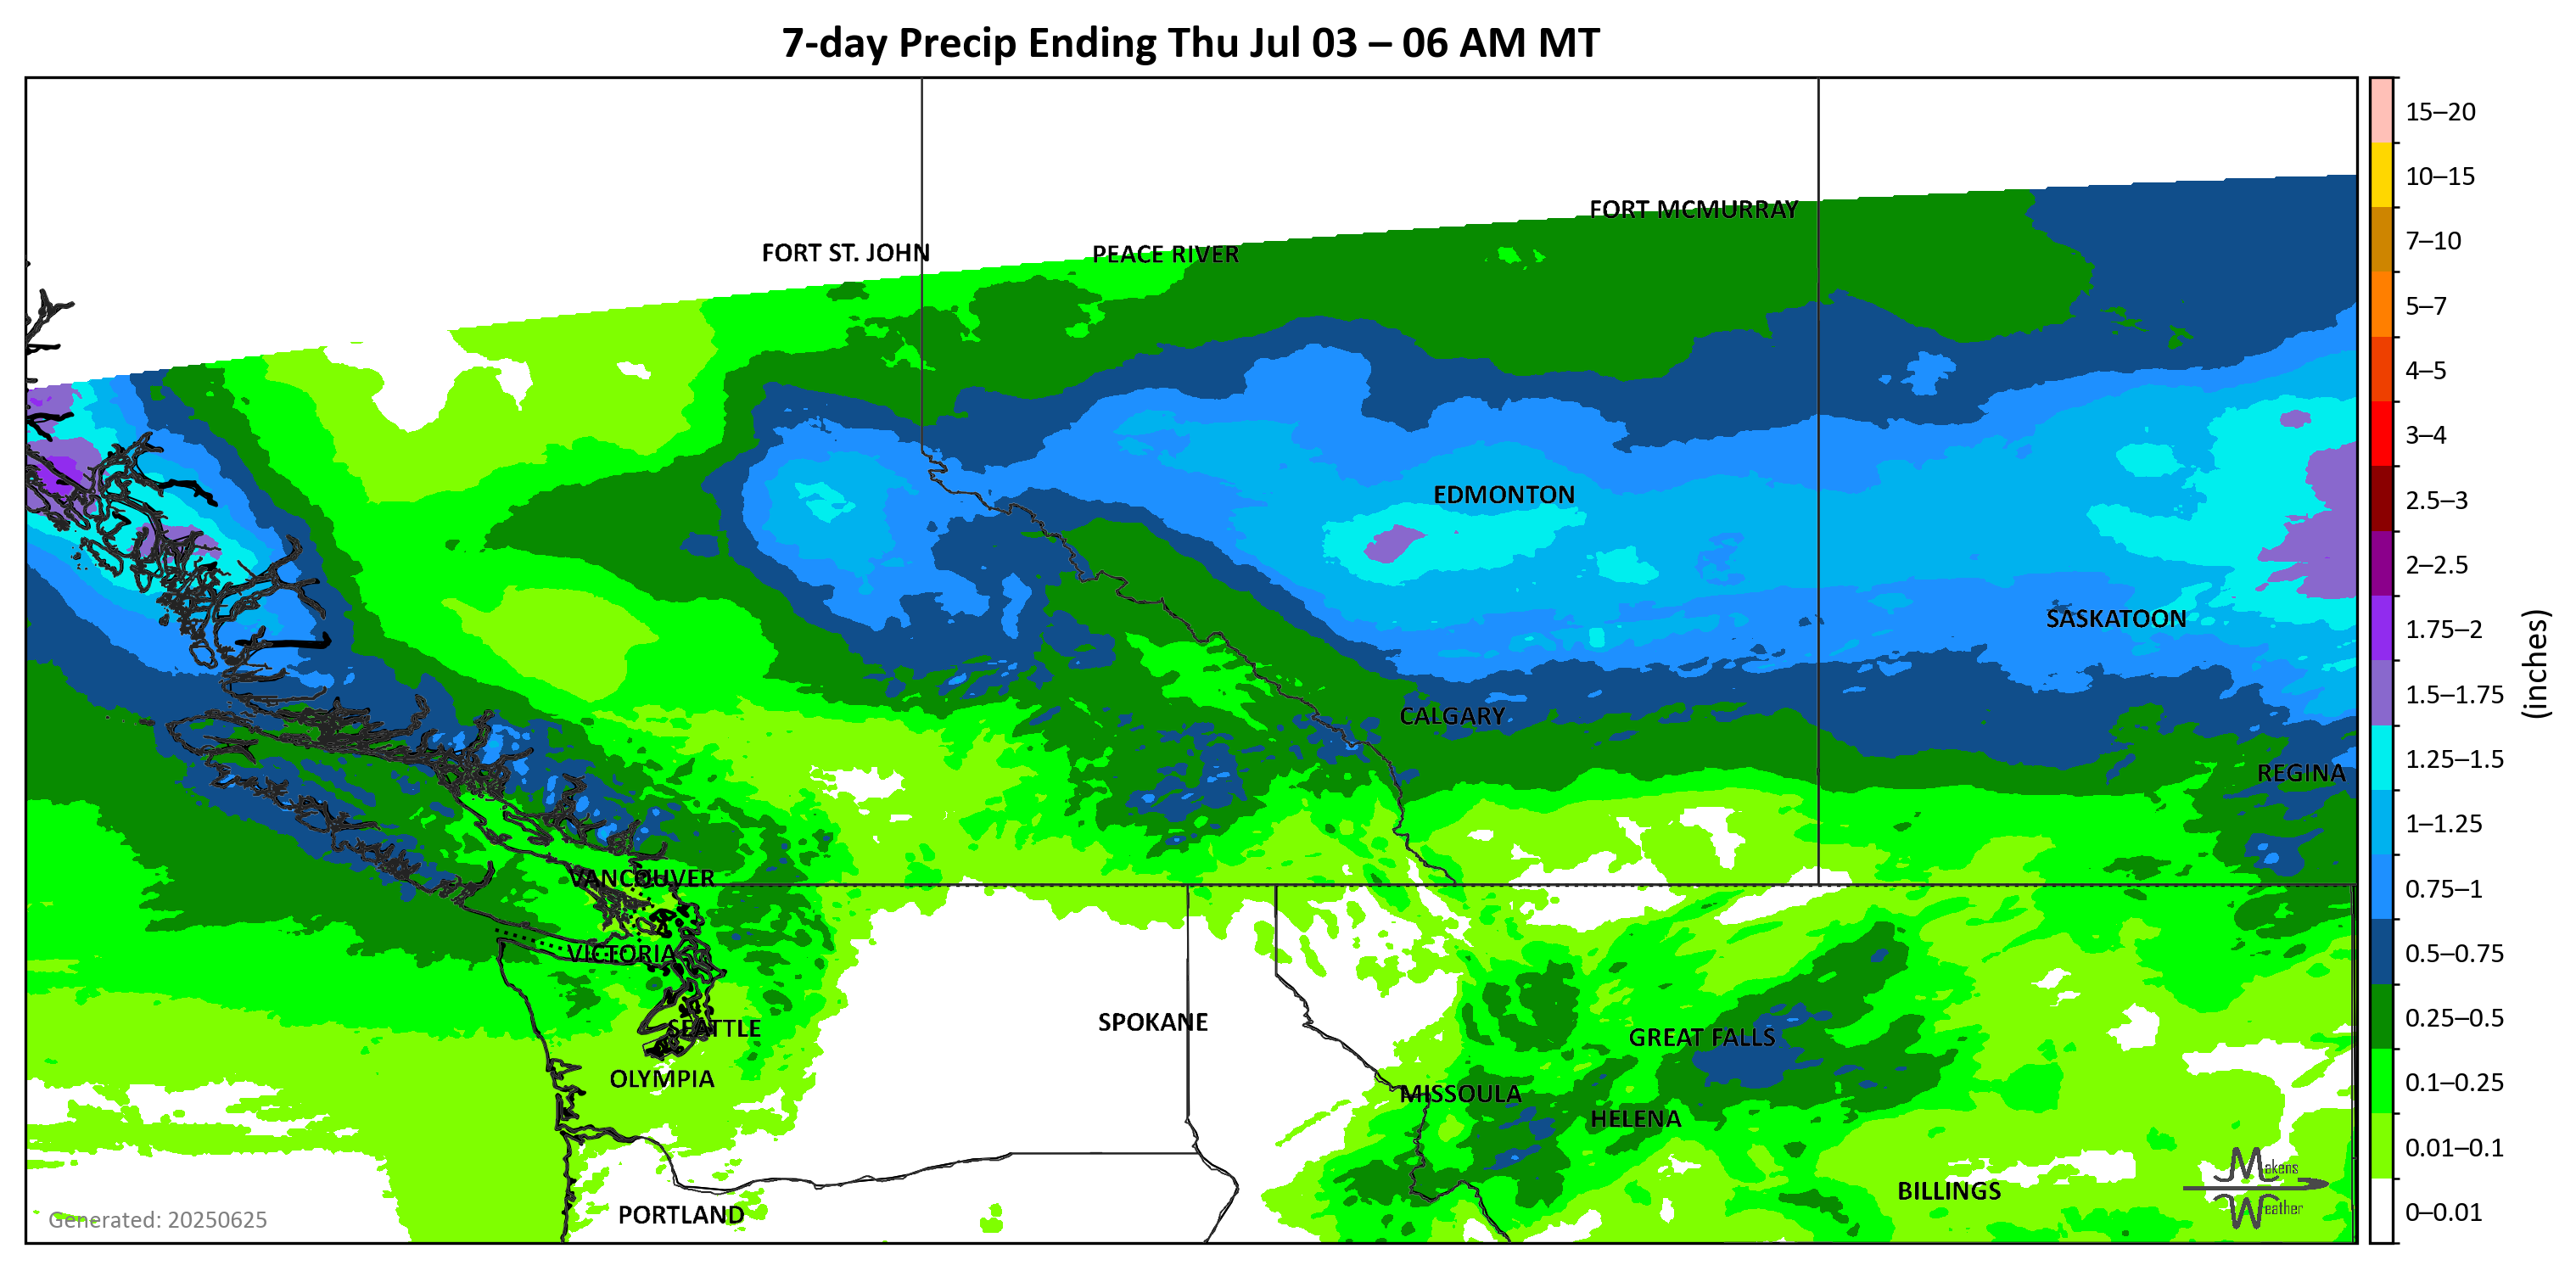 7-day Precip Ending Thu Jul 03 – 06 AM MT
15–20
10–15
7–10
5–7
4–5
3–4
2.5–3
2–2.5
1.75–2
1.5–1.75
1.25–1.5
1–1.25
0.75–1
0.5–0.75
0.25–0.5
0.1–0.25
0.01–0.1
0–0.01
(inches)
FORT MCMURRAY
FORT ST. JOHN
PEACE RIVER
EDMONTON
SASKATOON
CALGARY
REGINA
VANCOUVER
VICTORIA
SPOKANE
SEATTLE
GREAT FALLS
OLYMPIA
MISSOULA
HELENA
BILLINGS
PORTLAND
Makens
Weather
Generated: 20250625